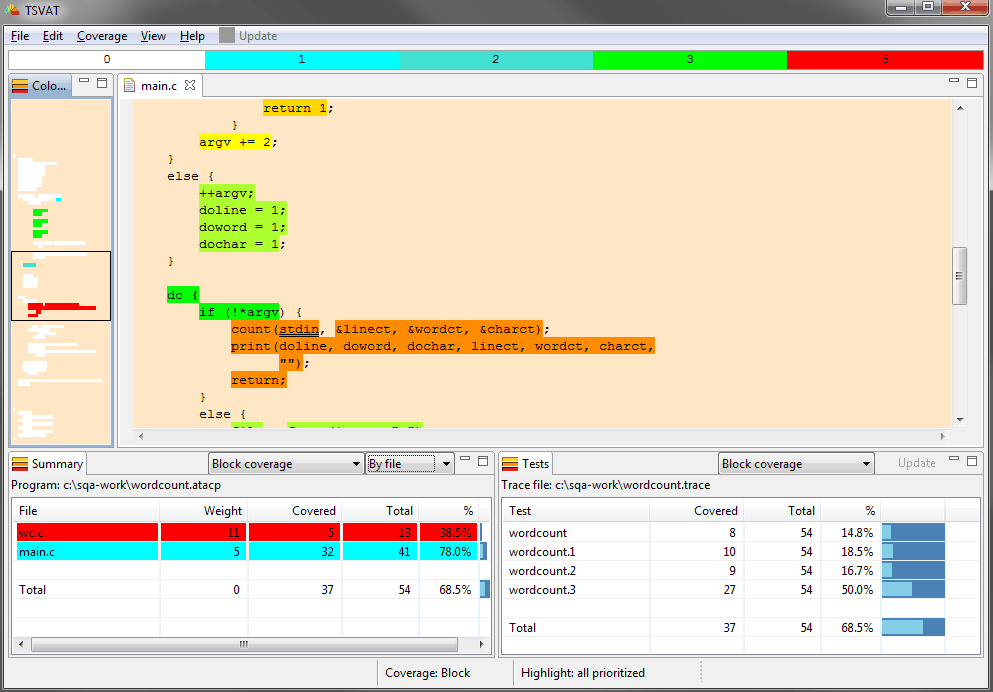 TSVAT
File Edit Coverage View Help Update
0 1 2 3 5
Colo... main.c
return 1;
}
argv += 2;
}
else {
++argv;
doline = 1;
doword = 1;
dochar = 1;
}
do {
if (!*argv) {
count(stdin, &linect, &wordct, &charct);
print(doline, doword, dochar, linect, wordct, charct,
"");
return;
}
else {
Summary Block coverage By file
Program: c:\sqa-work\wordcount.atacp
File Weight Covered Total %
wc.c 11 5 13 38.5%
main.c 5 32 41 78.0%
Total 0 37 54 68.5%
Tests Block coverage Update
Trace file: c:\sqa-work\wordcount.trace
Test Covered Total %
wordcount 8 54 14.8%
wordcount.1 10 54 18.5%
wordcount.2 9 54 16.7%
wordcount.3 27 54 50.0%
Total 37 54 68.5%
Coverage: Block Highlight: all prioritized